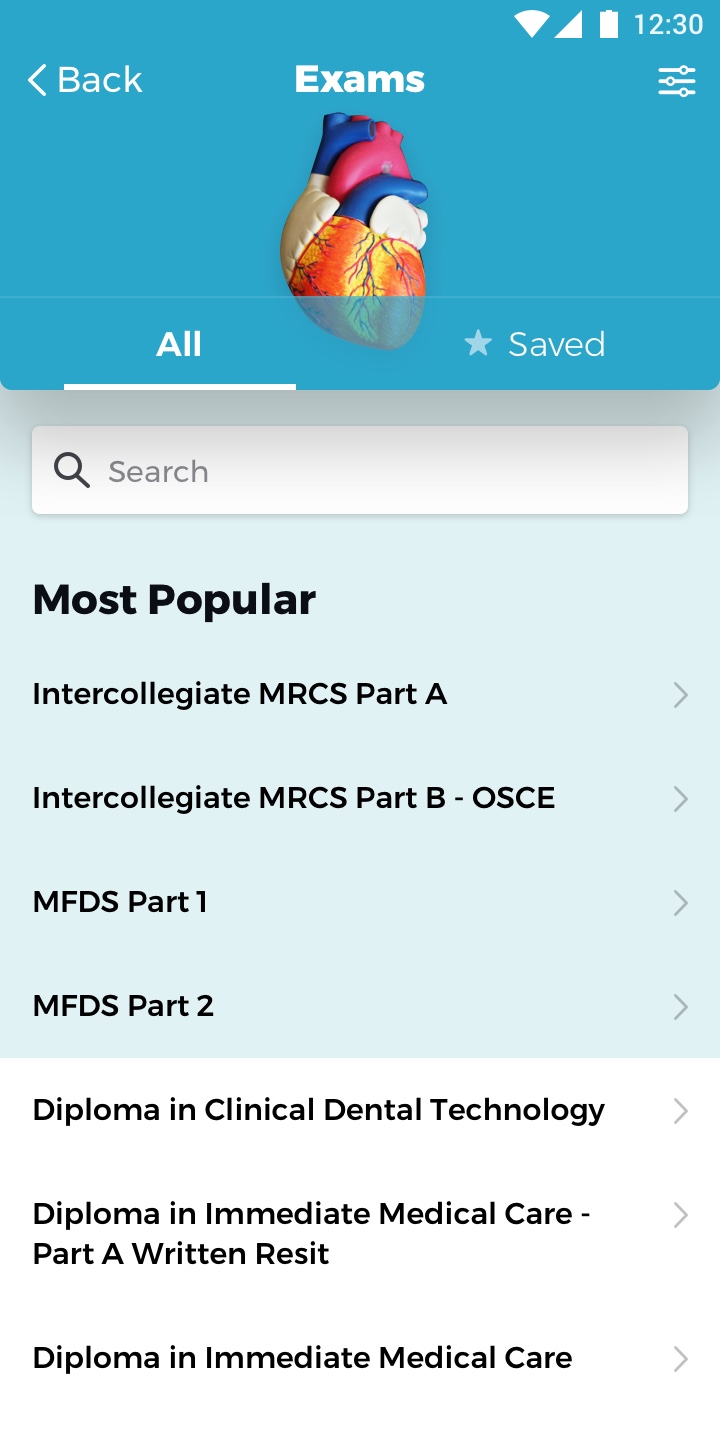 12:30
Back
Exams
All
Saved
Search
Most Popular
Intercollegiate MRCS Part A
Intercollegiate MRCS Part B - OSCE
MFDS Part 1
MFDS Part 2
Diploma in Clinical Dental Technology
Diploma in Immediate Medical Care -
Part A Written Resit
Diploma in Immediate Medical Care